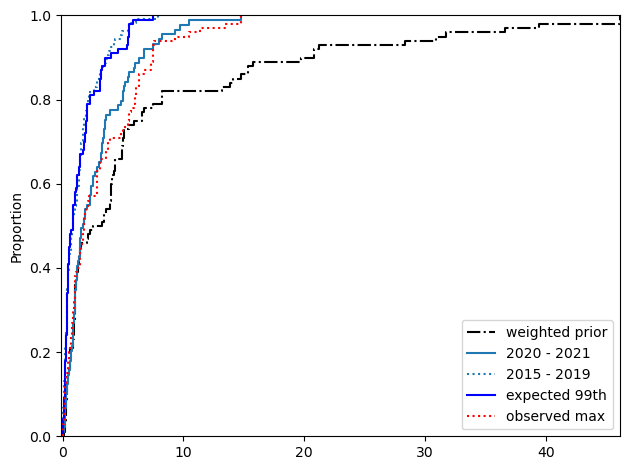 1.0
0.8
0.6
Proportion
0.4
0.2
0.0
weighted prior
2020 - 2021
2015 - 2019
expected 99th
observed max
0 10 20 30 40